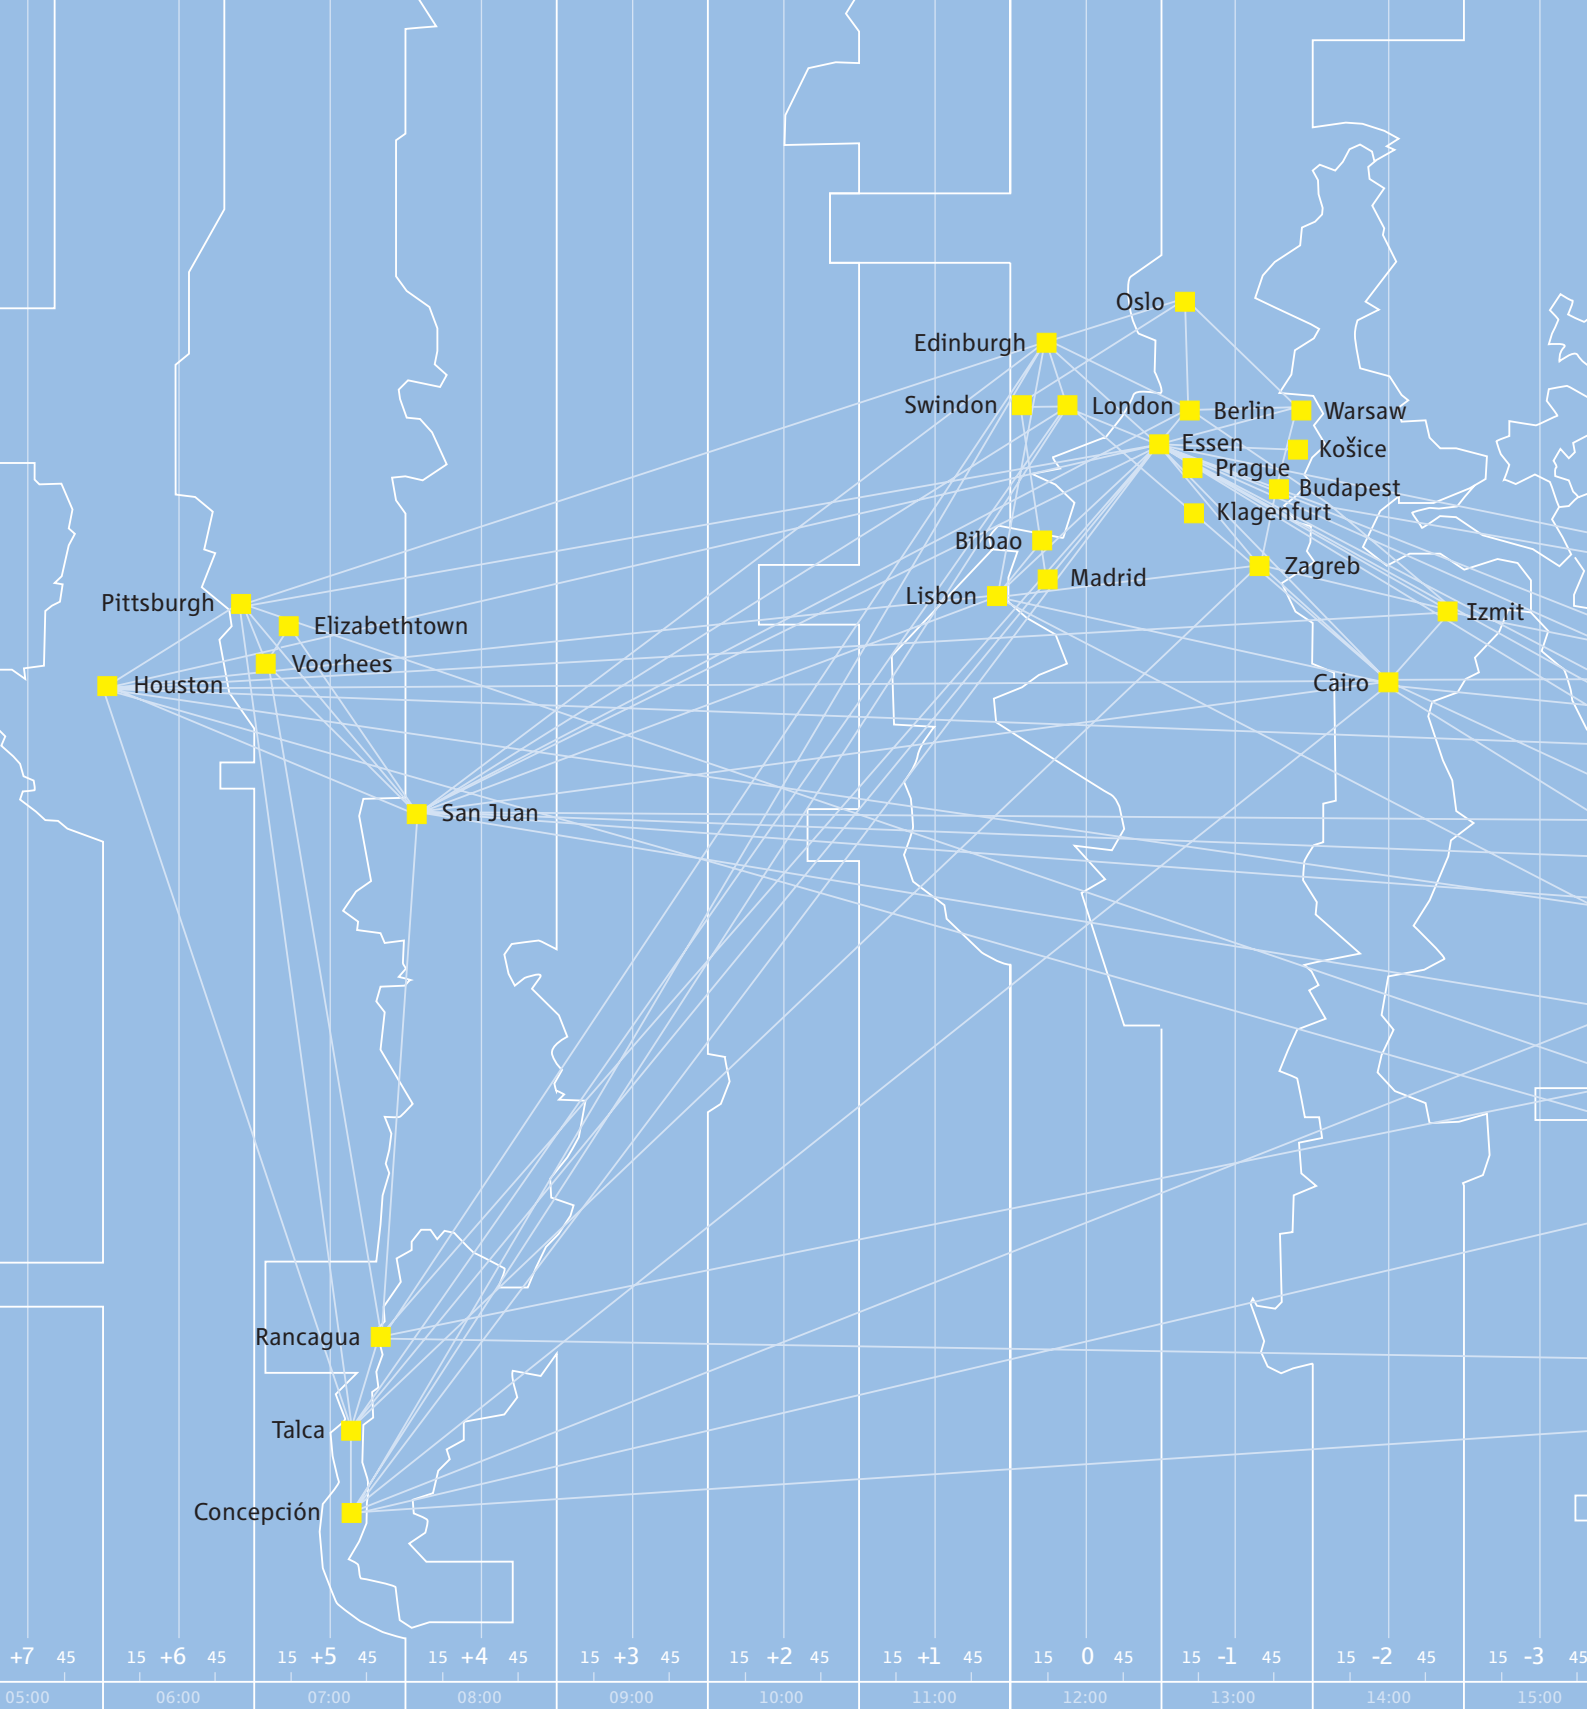 Oslo
Edinburgh
Swindon
London
Berlin
Warsaw
Essen
Košice
Prague
Budapest
Klagenfurt
Bilbao
Zagreb
Madrid
Lisbon
Pittsburgh
Izmit
Elizabethtown
Voorhees
Houston
Cairo
San Juan
Rancagua
Talca
Concepción
+7 45 15 +6 45 15 +5 45 15 +4 45 15 +3 45 15 +2 45 15 +1 45 15 0 45 15 -1 45 15 -2 45 15 -3 45
05:00 06:00 07:00 08:00 09:00 10:00 11:00 12:00 13:00 14:00 15:00